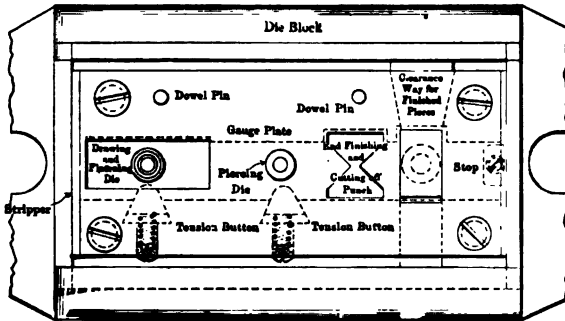 Die Block
Clearance
Way for
Finished
Pieces
Dowel Pin
Dowel Pin
Gauge Plate
Drawing
and
Finishing
Die
Piercing
Die
End Finishing
and
Cutting off
Punch
Stop
Stripper
Tension Button
Tension Button